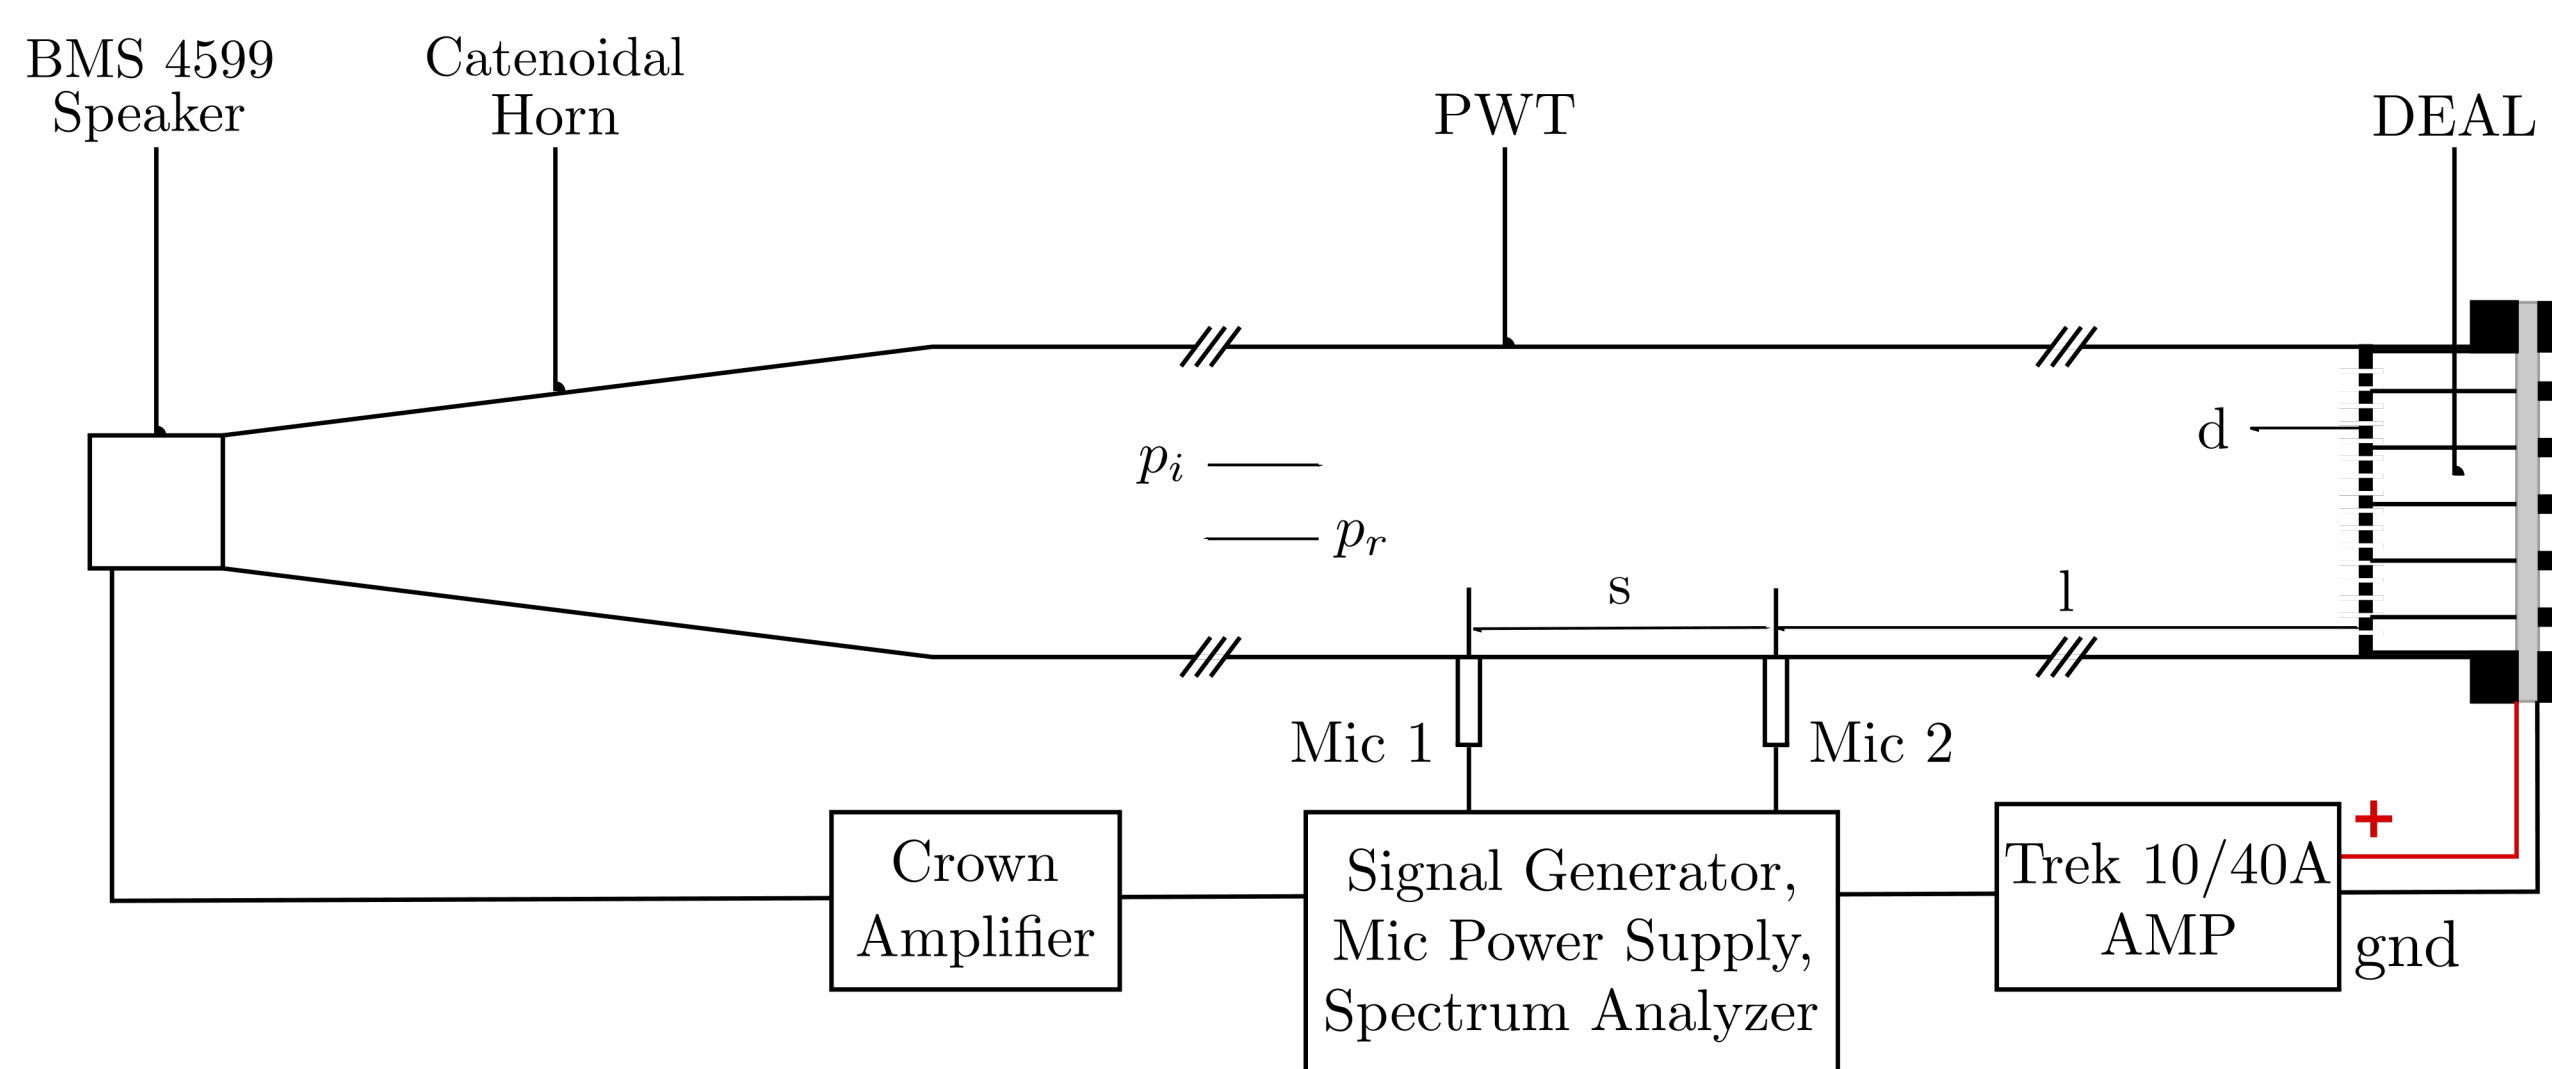 BMS 4599
Speaker
Catenoidal
Horn
PWT
DEAL
d
p_i
p_r
s
l
Mic 1
Mic 2
Crown
Amplifier
Signal Generator,
Mic Power Supply,
Spectrum Analyzer
Trek 10/40A
AMP
+
gnd